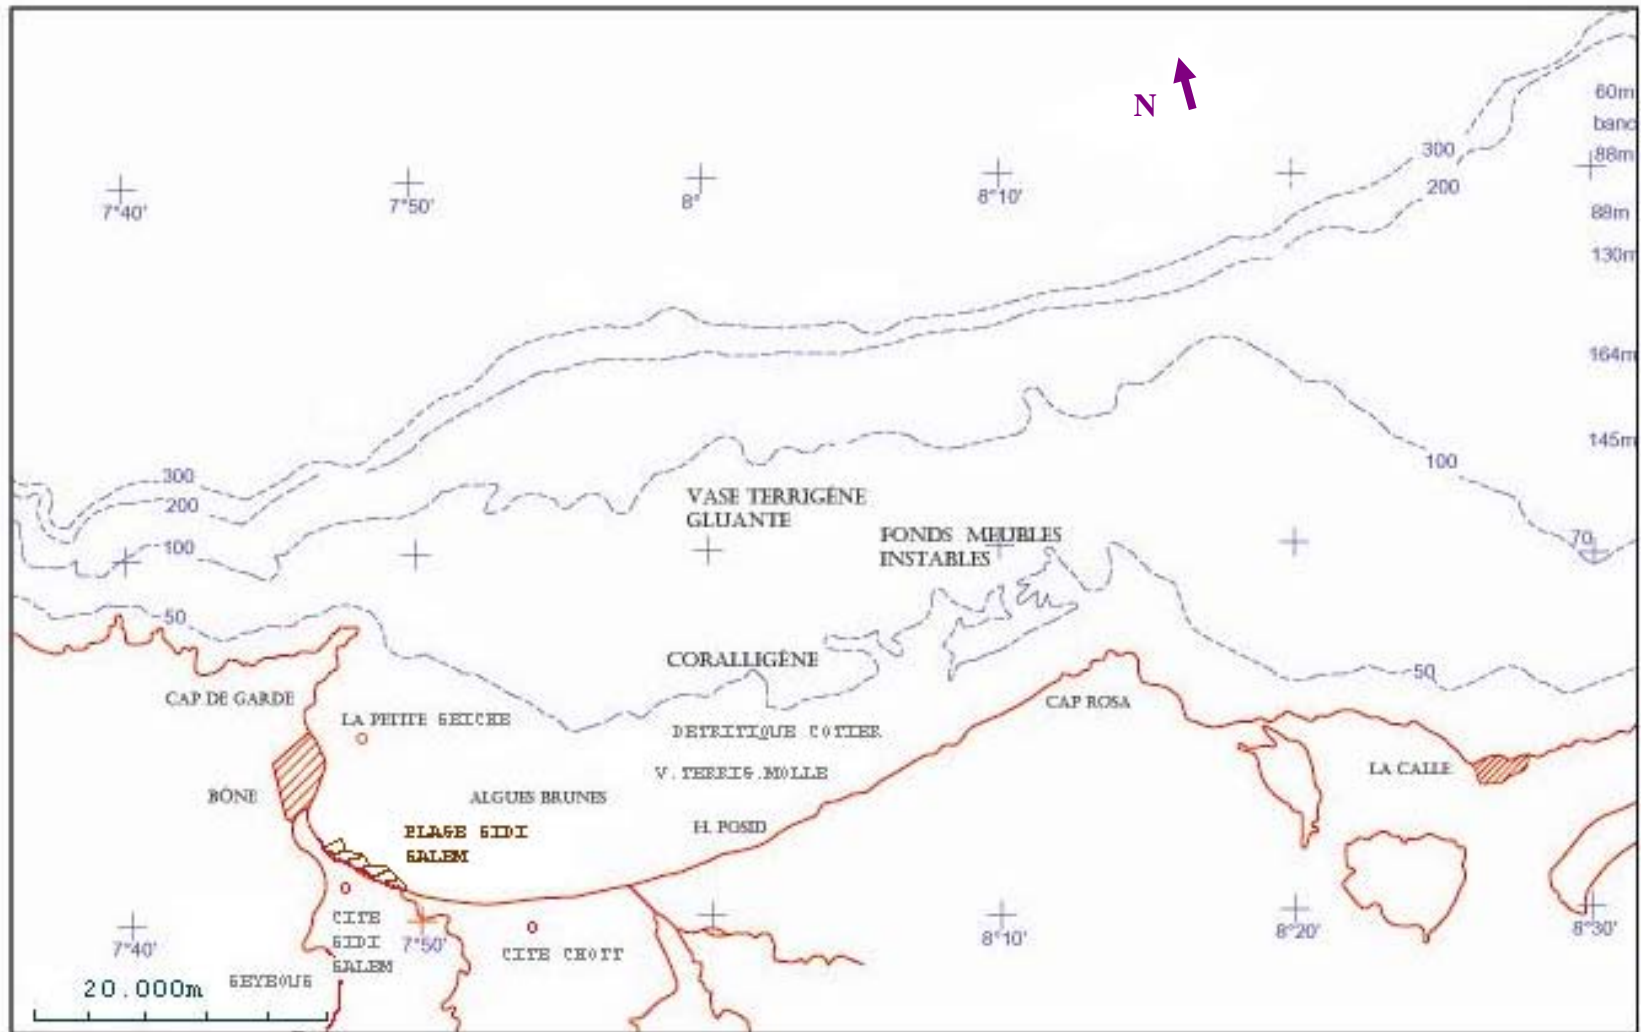 N
60m
banc
88m
300
200
7°40'
7°50'
8°
8°10'
88m
130m
164m
145m
100
300
200
100
VASE TERRIGÈNE
GLUANTE
FONDS MEUBLES
INSTABLES
70
50
CORALLIGÈNE
50
CAP DE GARDE
LA PETITE SEICHE
CAP ROSA
DETRITIQUE COTIER
V.TERRIG.MOLLE
LA CALLE
BÔNE
ALGUES BRUNES
H. POSID
PLAGE SIDI
SALEM
CITE
SIDI
SALEM
7°40'
7°50'
CITE CHOTT
8°10'
8°20'
8°30'
SEYBOUS
20.000m